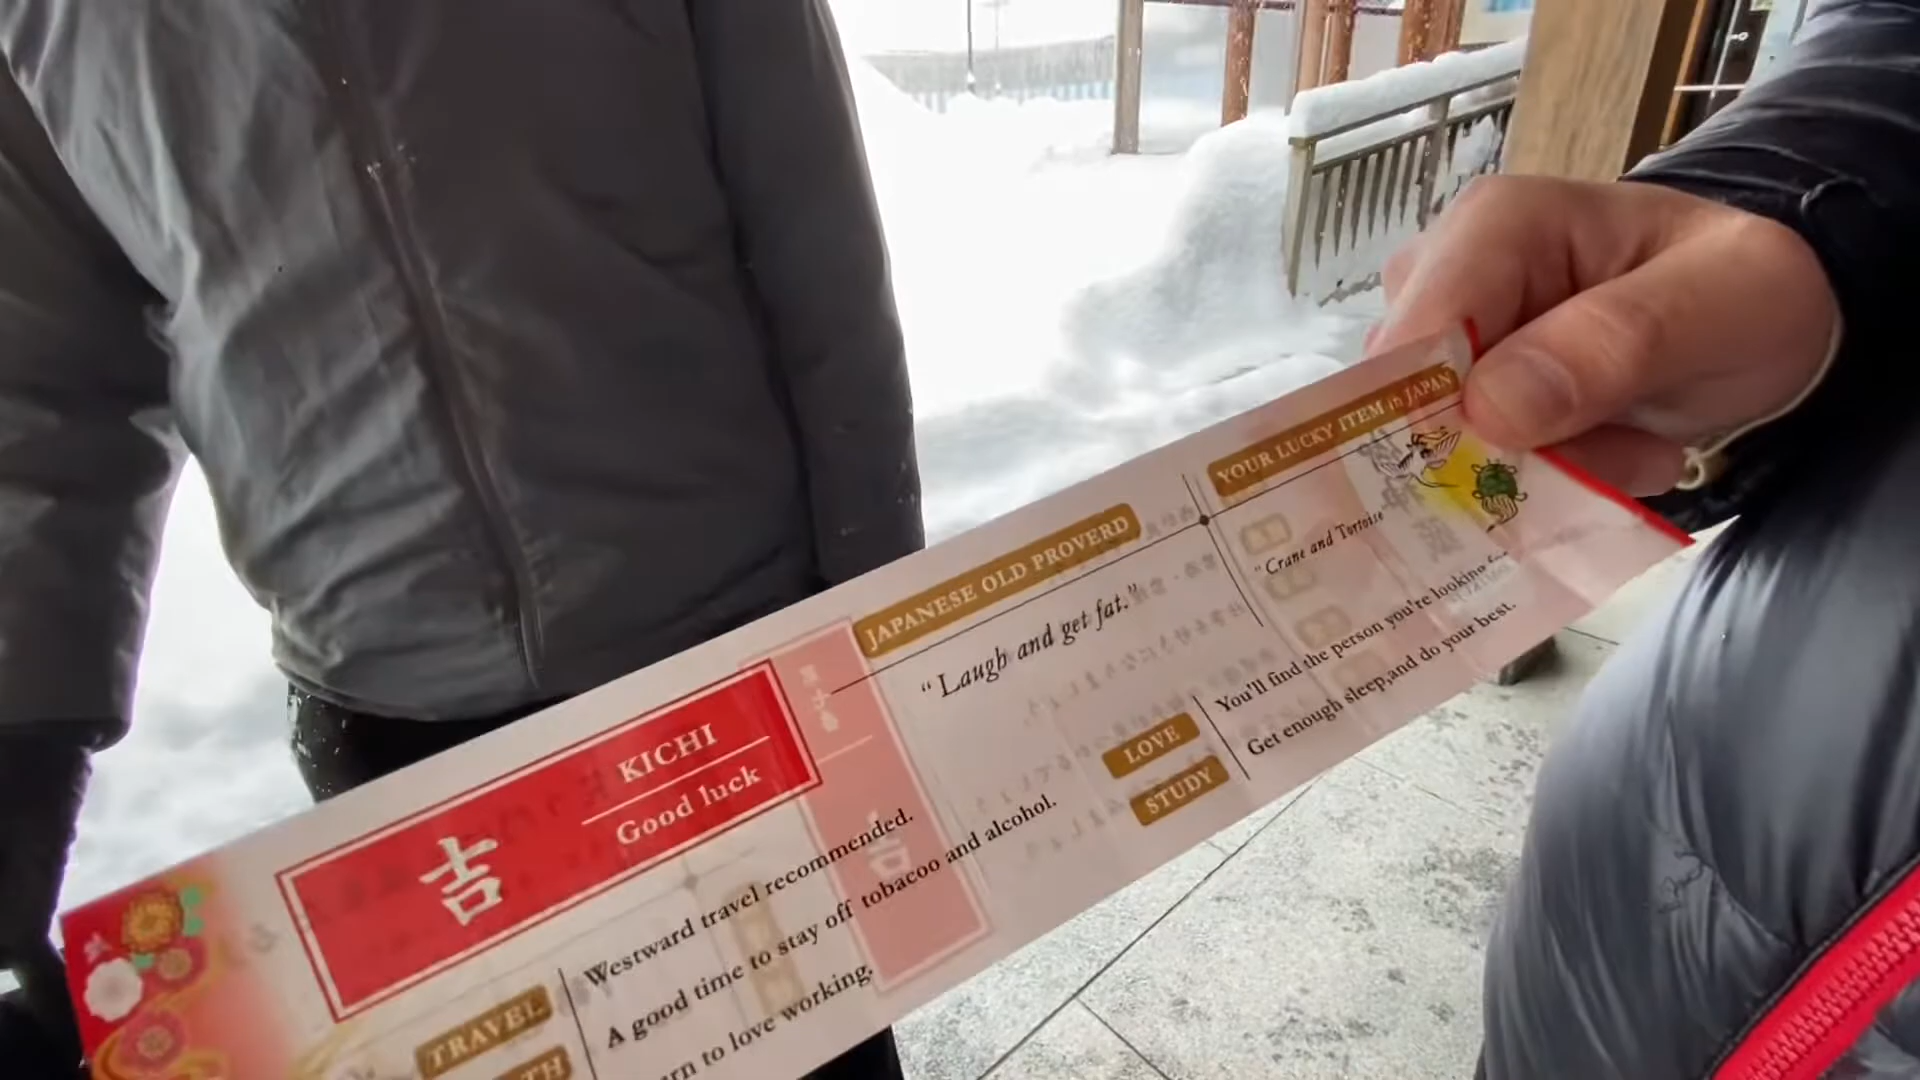 吉
KICHI
Good luck
JAPANESE OLD PROVERD
“Laugh and get fat.”
YOUR LUCKY ITEM in JAPAN
“Crane and Tortoise”
TRAVEL
Westward travel recommended.
A good time to stay off tobacoo and alcohol.
to love working.
LOVE
You'll find the person you're looking for
STUDY
Get enough sleep,and do your best.